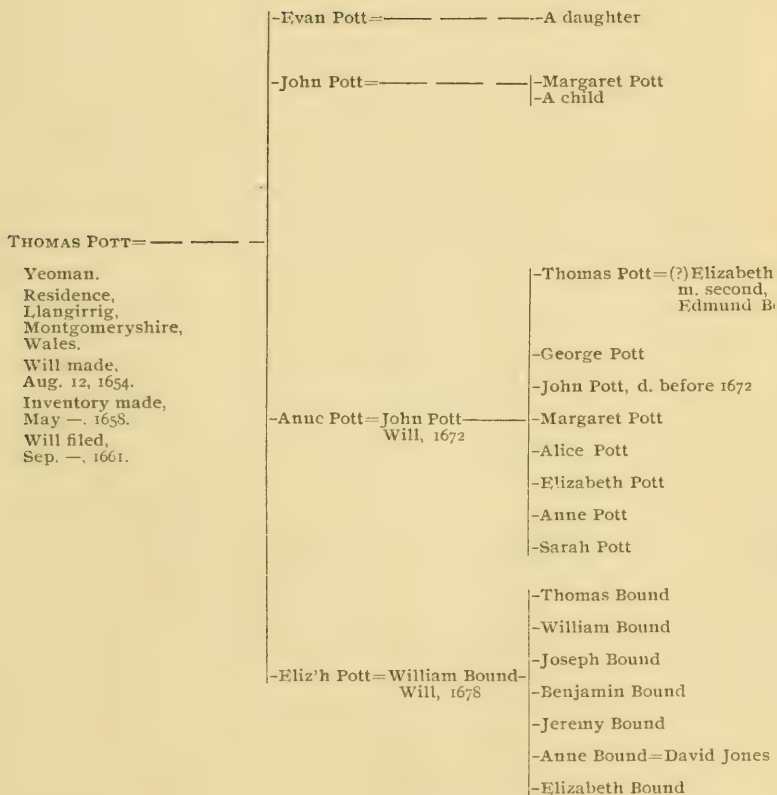 -Evan Pott=— — — --A daughter
-John Pott=— — — -Margaret Pott
-A child
THOMAS POTT= — — -
Yeoman.
Residence,
Llangirrig,
Montgomeryshire,
Wales.
Will made,
Aug. 12, 1654.
Inventory made,
May —. 1658.
Will filed,
Sep. —, 1661.
-Thomas Pott=(?)Elizabeth
m. second,
Edmund
-George Pott
-John Pott, d. before 1672
-Anne Pott=John Pott—— -Margaret Pott
Will, 1672
-Alice Pott
-Elizabeth Pott
-Anne Pott
-Sarah Pott
-Thomas Bound
-William Bound
-Joseph Bound
-Eliz'h Pott=William Bound-
Will, 1678
-Benjamin Bound
-Jeremy Bound
-Anne Bound=David Jones
-Elizabeth Bound